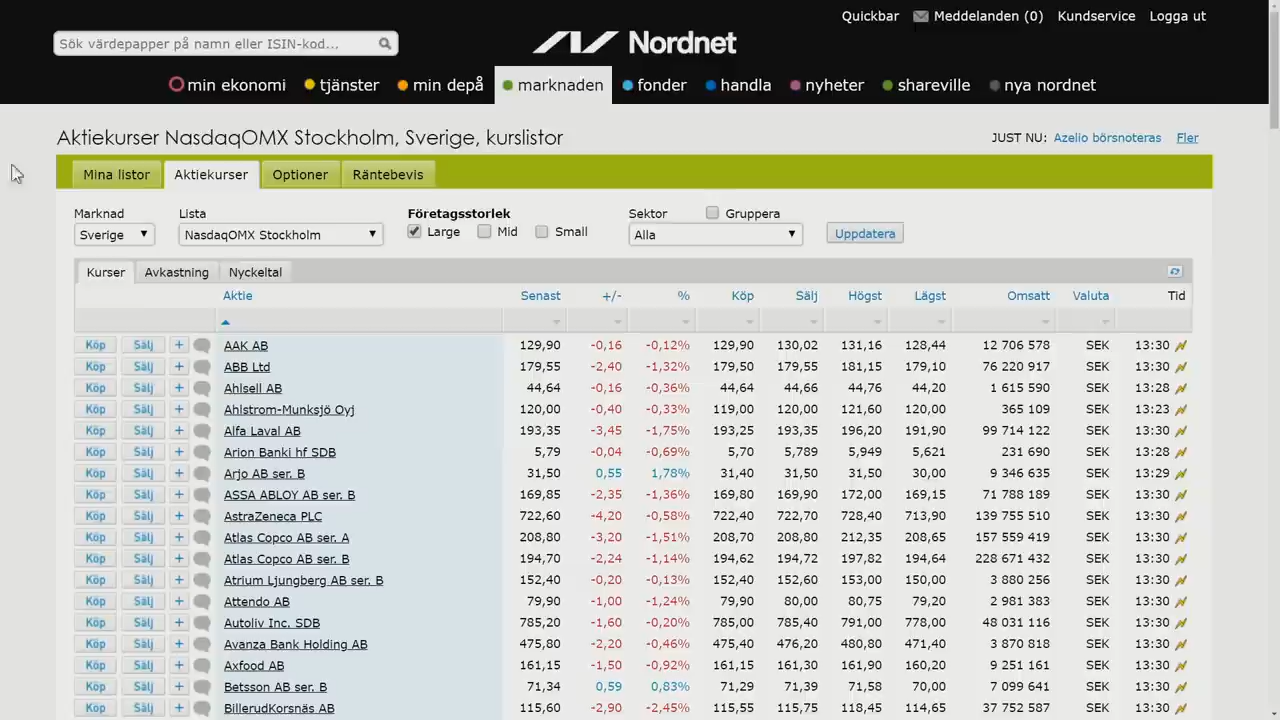 Quickbar Meddelanden (0) Kundservice Logga ut
Sök värdepapper på namn eller ISIN-kod... Nordnet
min ekonomi tjänster min depå marknaden fonder handla nyheter shareville nya nordnet
Aktiekurser NasdaqOMX Stockholm, Sverige, kurslistor JUST NU: Azelio börsnoteras Fler
Mina listor Aktiekurser Optioner Räntebevis
Marknad Lista Företagsstorlek Sektor Gruppera
Sverige NasdaqOMX Stockholm Large Mid Small Alla Uppdatera
Kurser Avkastning Nyckeltal
Aktie Senast +/- % Köp Sälj Högst Lägst Omsatt Valuta Tid
Köp Sälj + AAK AB 129,90 -0,16 -0,12% 129,90 130,02 131,16 128,44 12 706 578 SEK 13:30
Köp Sälj + ABB Ltd 179,55 -2,40 -1,32% 179,50 179,55 181,15 179,10 76 220 917 SEK 13:30
Köp Sälj + Ahlsell AB 44,64 -0,16 -0,36% 44,64 44,66 44,76 44,20 1 615 590 SEK 13:28
Köp Sälj + Ahlstrom-Munksjö Oyj 120,00 -0,40 -0,33% 119,00 120,00 121,60 120,00 365 109 SEK 13:23
Köp Sälj + Alfa Laval AB 193,35 -3,45 -1,75% 193,25 193,35 196,20 191,90 99 714 122 SEK 13:30
Köp Sälj + Arion Banki hf SDB 5,79 -0,04 -0,69% 5,70 5,789 5,949 5,621 231 690 SEK 13:28
Köp Sälj + Arjo AB ser. B 31,50 0,55 1,78% 31,40 31,50 31,50 30,00 9 346 635 SEK 13:29
Köp Sälj + ASSA ABLOY AB ser. B 169,85 -2,35 -1,36% 169,80 169,90 172,00 169,15 71 788 189 SEK 13:30
Köp Sälj + AstraZeneca PLC 722,60 -4,20 -0,58% 722,40 722,70 728,40 713,90 139 755 510 SEK 13:30
Köp Sälj + Atlas Copco AB ser. A 208,80 -3,20 -1,51% 208,70 208,80 212,35 208,65 157 559 419 SEK 13:30
Köp Sälj + Atlas Copco AB ser. B 194,70 -2,24 -1,14% 194,62 194,72 197,82 194,64 228 671 432 SEK 13:30
Köp Sälj + Atrium Ljungberg AB ser. B 152,40 -0,20 -0,13% 152,40 152,60 153,00 150,00 3 880 256 SEK 13:30
Köp Sälj + Attendo AB 79,90 -1,00 -1,24% 79,90 80,00 80,75 79,20 2 981 383 SEK 13:30
Köp Sälj + Autoliv Inc. SDB 785,20 -1,60 -0,20% 785,00 785,40 791,00 778,00 48 031 116 SEK 13:30
Köp Sälj + Avanza Bank Holding AB 475,80 -2,20 -0,46% 475,40 476,20 480,80 471,40 3 870 818 SEK 13:30
Köp Sälj + Axfood AB 161,15 -1,50 -0,92% 161,15 161,30 161,90 160,20 9 251 161 SEK 13:30
Köp Sälj + Betsson AB ser. B 71,34 0,59 0,83% 71,29 71,39 71,58 70,00 7 099 641 SEK 13:30
Köp Sälj + BillerudKorsnäs AB 115,60 -2,90 -2,45% 115,55 115,75 118,45 114,65 37 752 587 SEK 13:30